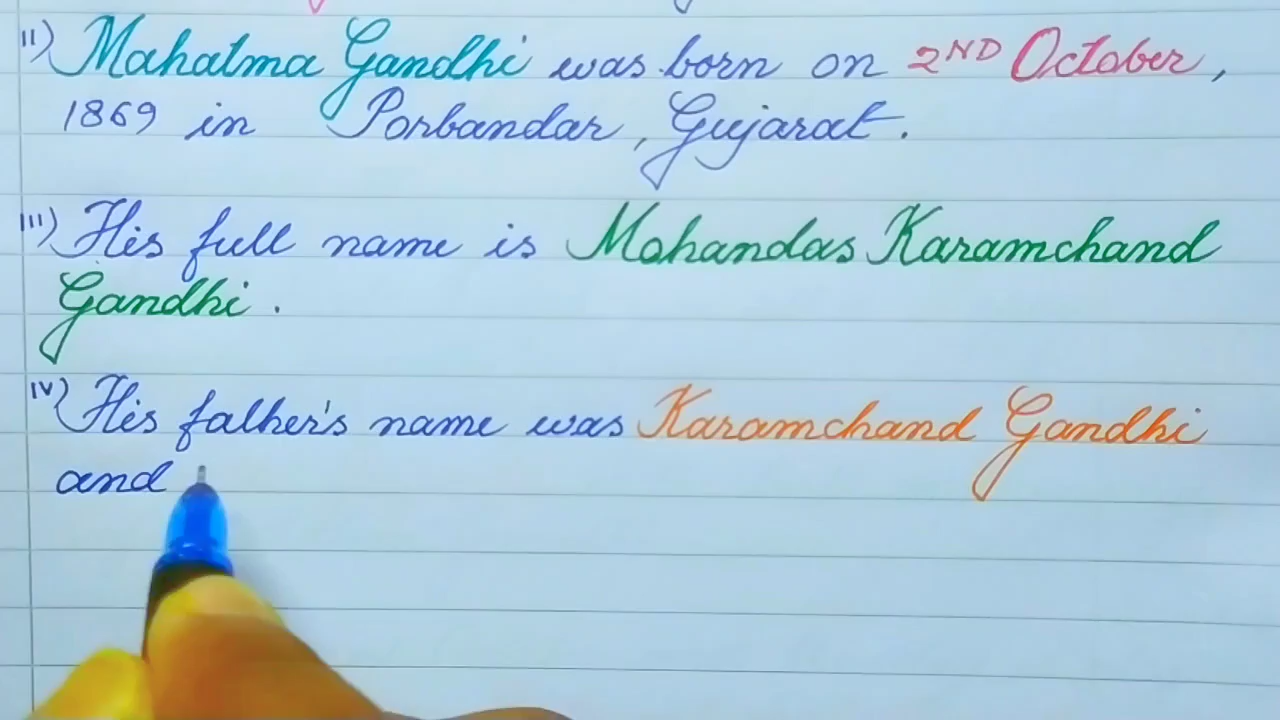 II) Mahatma Gandhi was born on 2ND October,
1869 in Porbandar, Gujarat.
III) His full name is Mohandas Karamchand
Gandhi.
IV) His father's name was Karamchand Gandhi
and